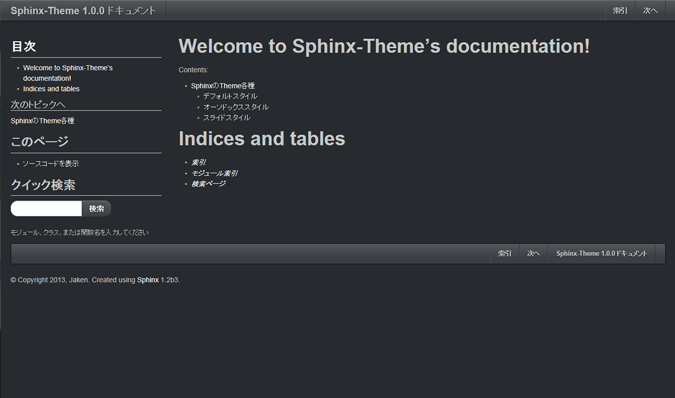 Sphinx-Theme 1.0.0 ドキュメント
索引 次へ
目次
Welcome to Sphinx-Theme's
documentation!
Indices and tables
次のトピックへ
SphinxのTheme各種
このページ
ソースコードを表示
クイック検索
検索
モジュール、クラス、または関数名を入力してください
Welcome to Sphinx-Theme's documentation!
Contents:
SphinxのTheme各種
デフォルトスタイル
オーソドックススタイル
スライドスタイル
Indices and tables
索引
モジュール索引
検索ページ
索引 次へ Sphinx-Theme 1.0.0 ドキュメント
© Copyright 2013, Jaken. Created using Sphinx 1.2b3.